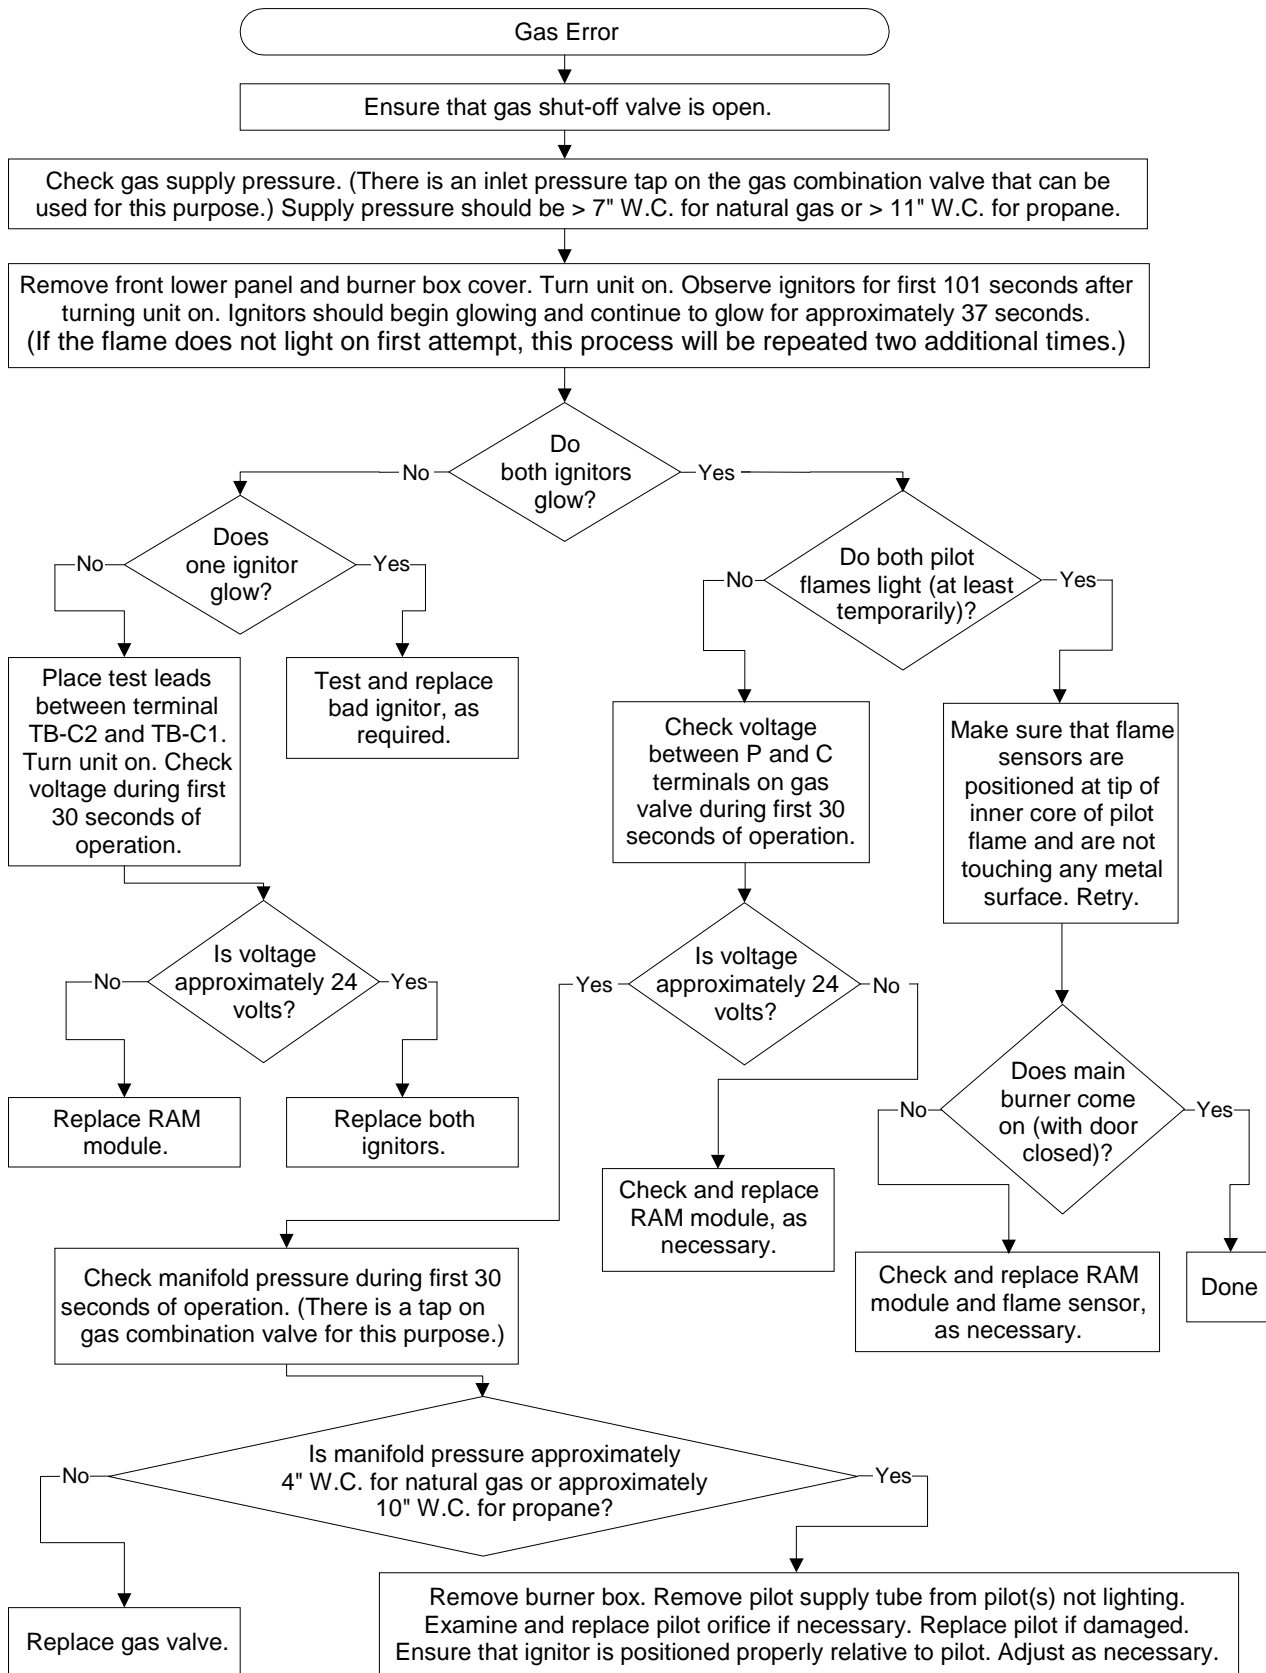 Gas Error
Ensure that gas shut-off valve is open.
Check gas supply pressure. (There is an inlet pressure tap on the gas combination valve that can be
used for this purpose.) Supply pressure should be > 7" W.C. for natural gas or > 11" W.C. for propane.
Remove front lower panel and burner box cover. Turn unit on. Observe ignitors for first 101 seconds after
turning unit on. Ignitors should begin glowing and continue to glow for approximately 37 seconds.
(If the flame does not light on first attempt, this process will be repeated two additional times.)
Do
both ignitors
glow?
No
Yes
Does
one ignitor
glow?
No
Yes
Do both pilot
flames light (at least
temporarily)?
No
Yes
Place test leads
between terminal
TB-C2 and TB-C1.
Turn unit on. Check
voltage during first
30 seconds of
operation.
Test and replace
bad ignitor, as
required.
Check voltage
between P and C
terminals on gas
valve during first 30
seconds of operation.
Make sure that flame
sensors are
positioned at tip of
inner core of pilot
flame and are not
touching any metal
surface. Retry.
Is voltage
approximately 24
volts?
No
Yes
Is voltage
approximately 24
volts?
Yes
No
Does main
burner come
on (with door
closed)?
No
Yes
Replace RAM
module.
Replace both
ignitors.
Check and replace
RAM module, as
necessary.
Check and replace RAM
module and flame sensor,
as necessary.
Done
Check manifold pressure during first 30
seconds of operation. (There is a tap on
gas combination valve for this purpose.)
Is manifold pressure approximately
4" W.C. for natural gas or approximately
10" W.C. for propane?
No
Yes
Replace gas valve.
Remove burner box. Remove pilot supply tube from pilot(s) not lighting.
Examine and replace pilot orifice if necessary. Replace pilot if damaged.
Ensure that ignitor is positioned properly relative to pilot. Adjust as necessary.